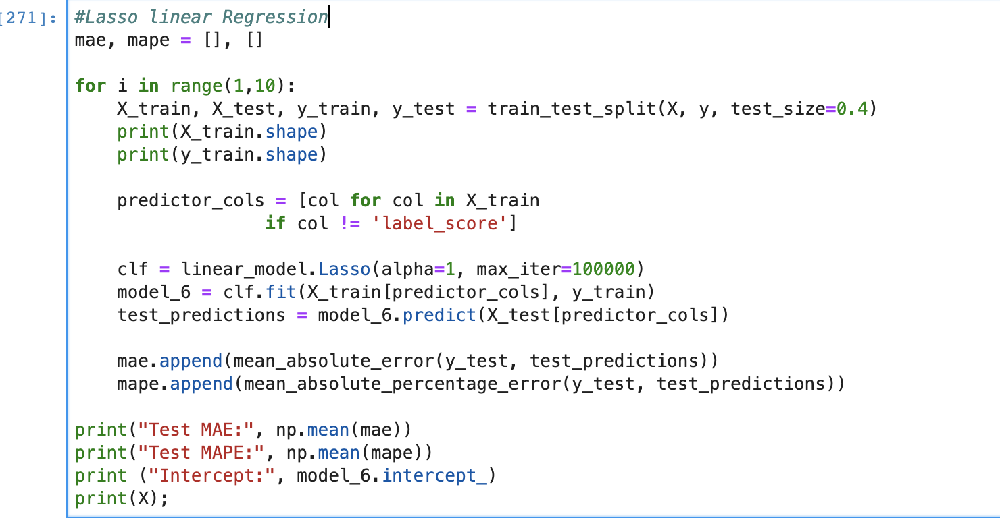 [271]: #Lasso linear Regression
mae, mape = [], []
for i in range(1,10):
    X_train, X_test, y_train, y_test = train_test_split(X, y, test_size=0.4)
    print(X_train.shape)
    print(y_train.shape)
    predictor_cols = [col for col in X_train
                  if col != 'label_score']
    clf = linear_model.Lasso(alpha=1, max_iter=100000)
    model_6 = clf.fit(X_train[predictor_cols], y_train)
    test_predictions = model_6.predict(X_test[predictor_cols])
    mae.append(mean_absolute_error(y_test, test_predictions))
    mape.append(mean_absolute_percentage_error(y_test, test_predictions))
print("Test MAE:", np.mean(mae))
print("Test MAPE:", np.mean(mape))
print ("Intercept:", model_6.intercept_)
print(X);